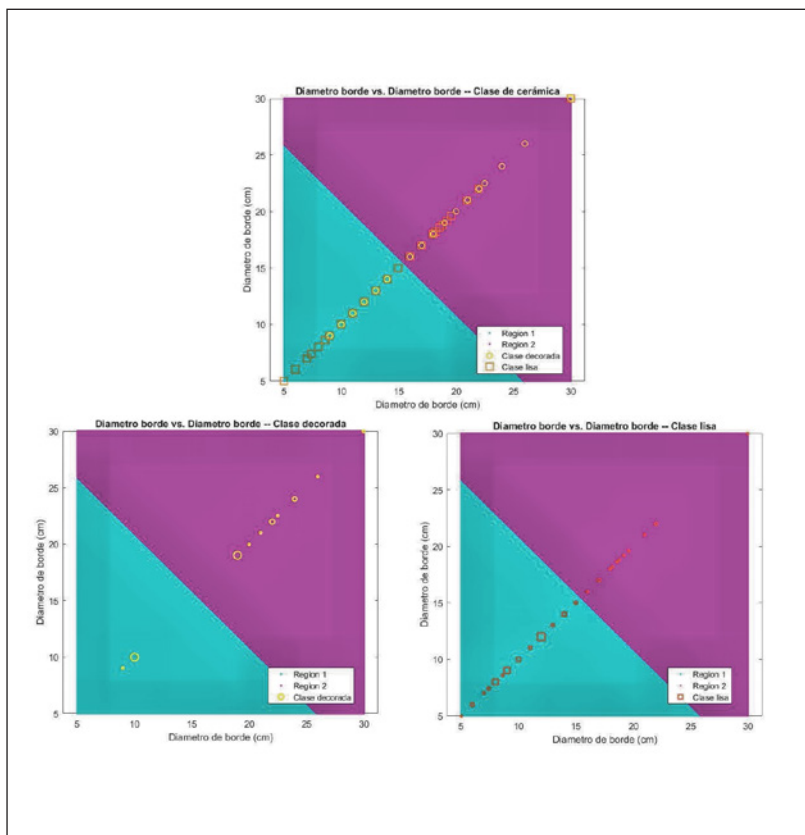 Diametro borde vs. Diametro borde -- Clase de cerámica
30
25
20
15
10
5
Diametro de borde (cm)
5 10 15 20 25 30
Diametro de borde (cm)
Region 1
Region 2
Clase decorada
Clase lisa
Diametro borde vs. Diametro borde -- Clase decorada
30
25
20
15
10
5
Diametro de borde (cm)
5 10 15 20 25 30
Diametro de borde (cm)
Region 1
Region 2
Clase decorada
Diametro borde vs. Diametro borde -- Clase lisa
30
25
20
15
10
5
Diametro de borde (cm)
5 10 15 20 25 30
Diametro de borde (cm)
Region 1
Region 2
Clase lisa